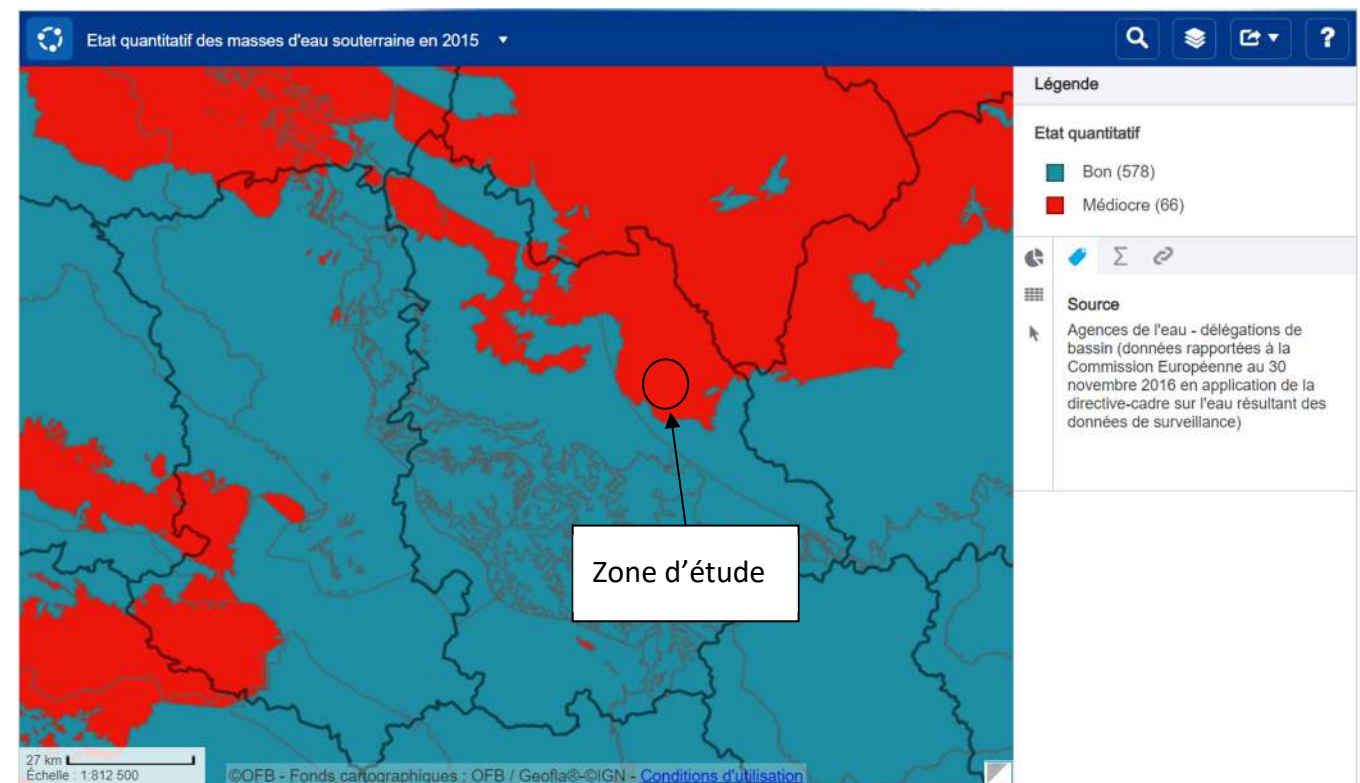 Etat quantitatif des masses d'eau souterraine en 2015
?
Légende
Etat quantitatif
Bon (578)
Médiocre (66)
Σ
Source
Agences de l'eau - délégations de
bassin (données rapportées à la
Commission Européenne au 30
novembre 2016 en application de la
directive-cadre sur l'eau résultant des
données de surveillance)
Zone d'étude
27 km
Échelle : 1:812 500
©OFB - Fonds cartographiques : OFB / Geofla®-©IGN - Conditions d'utilisation